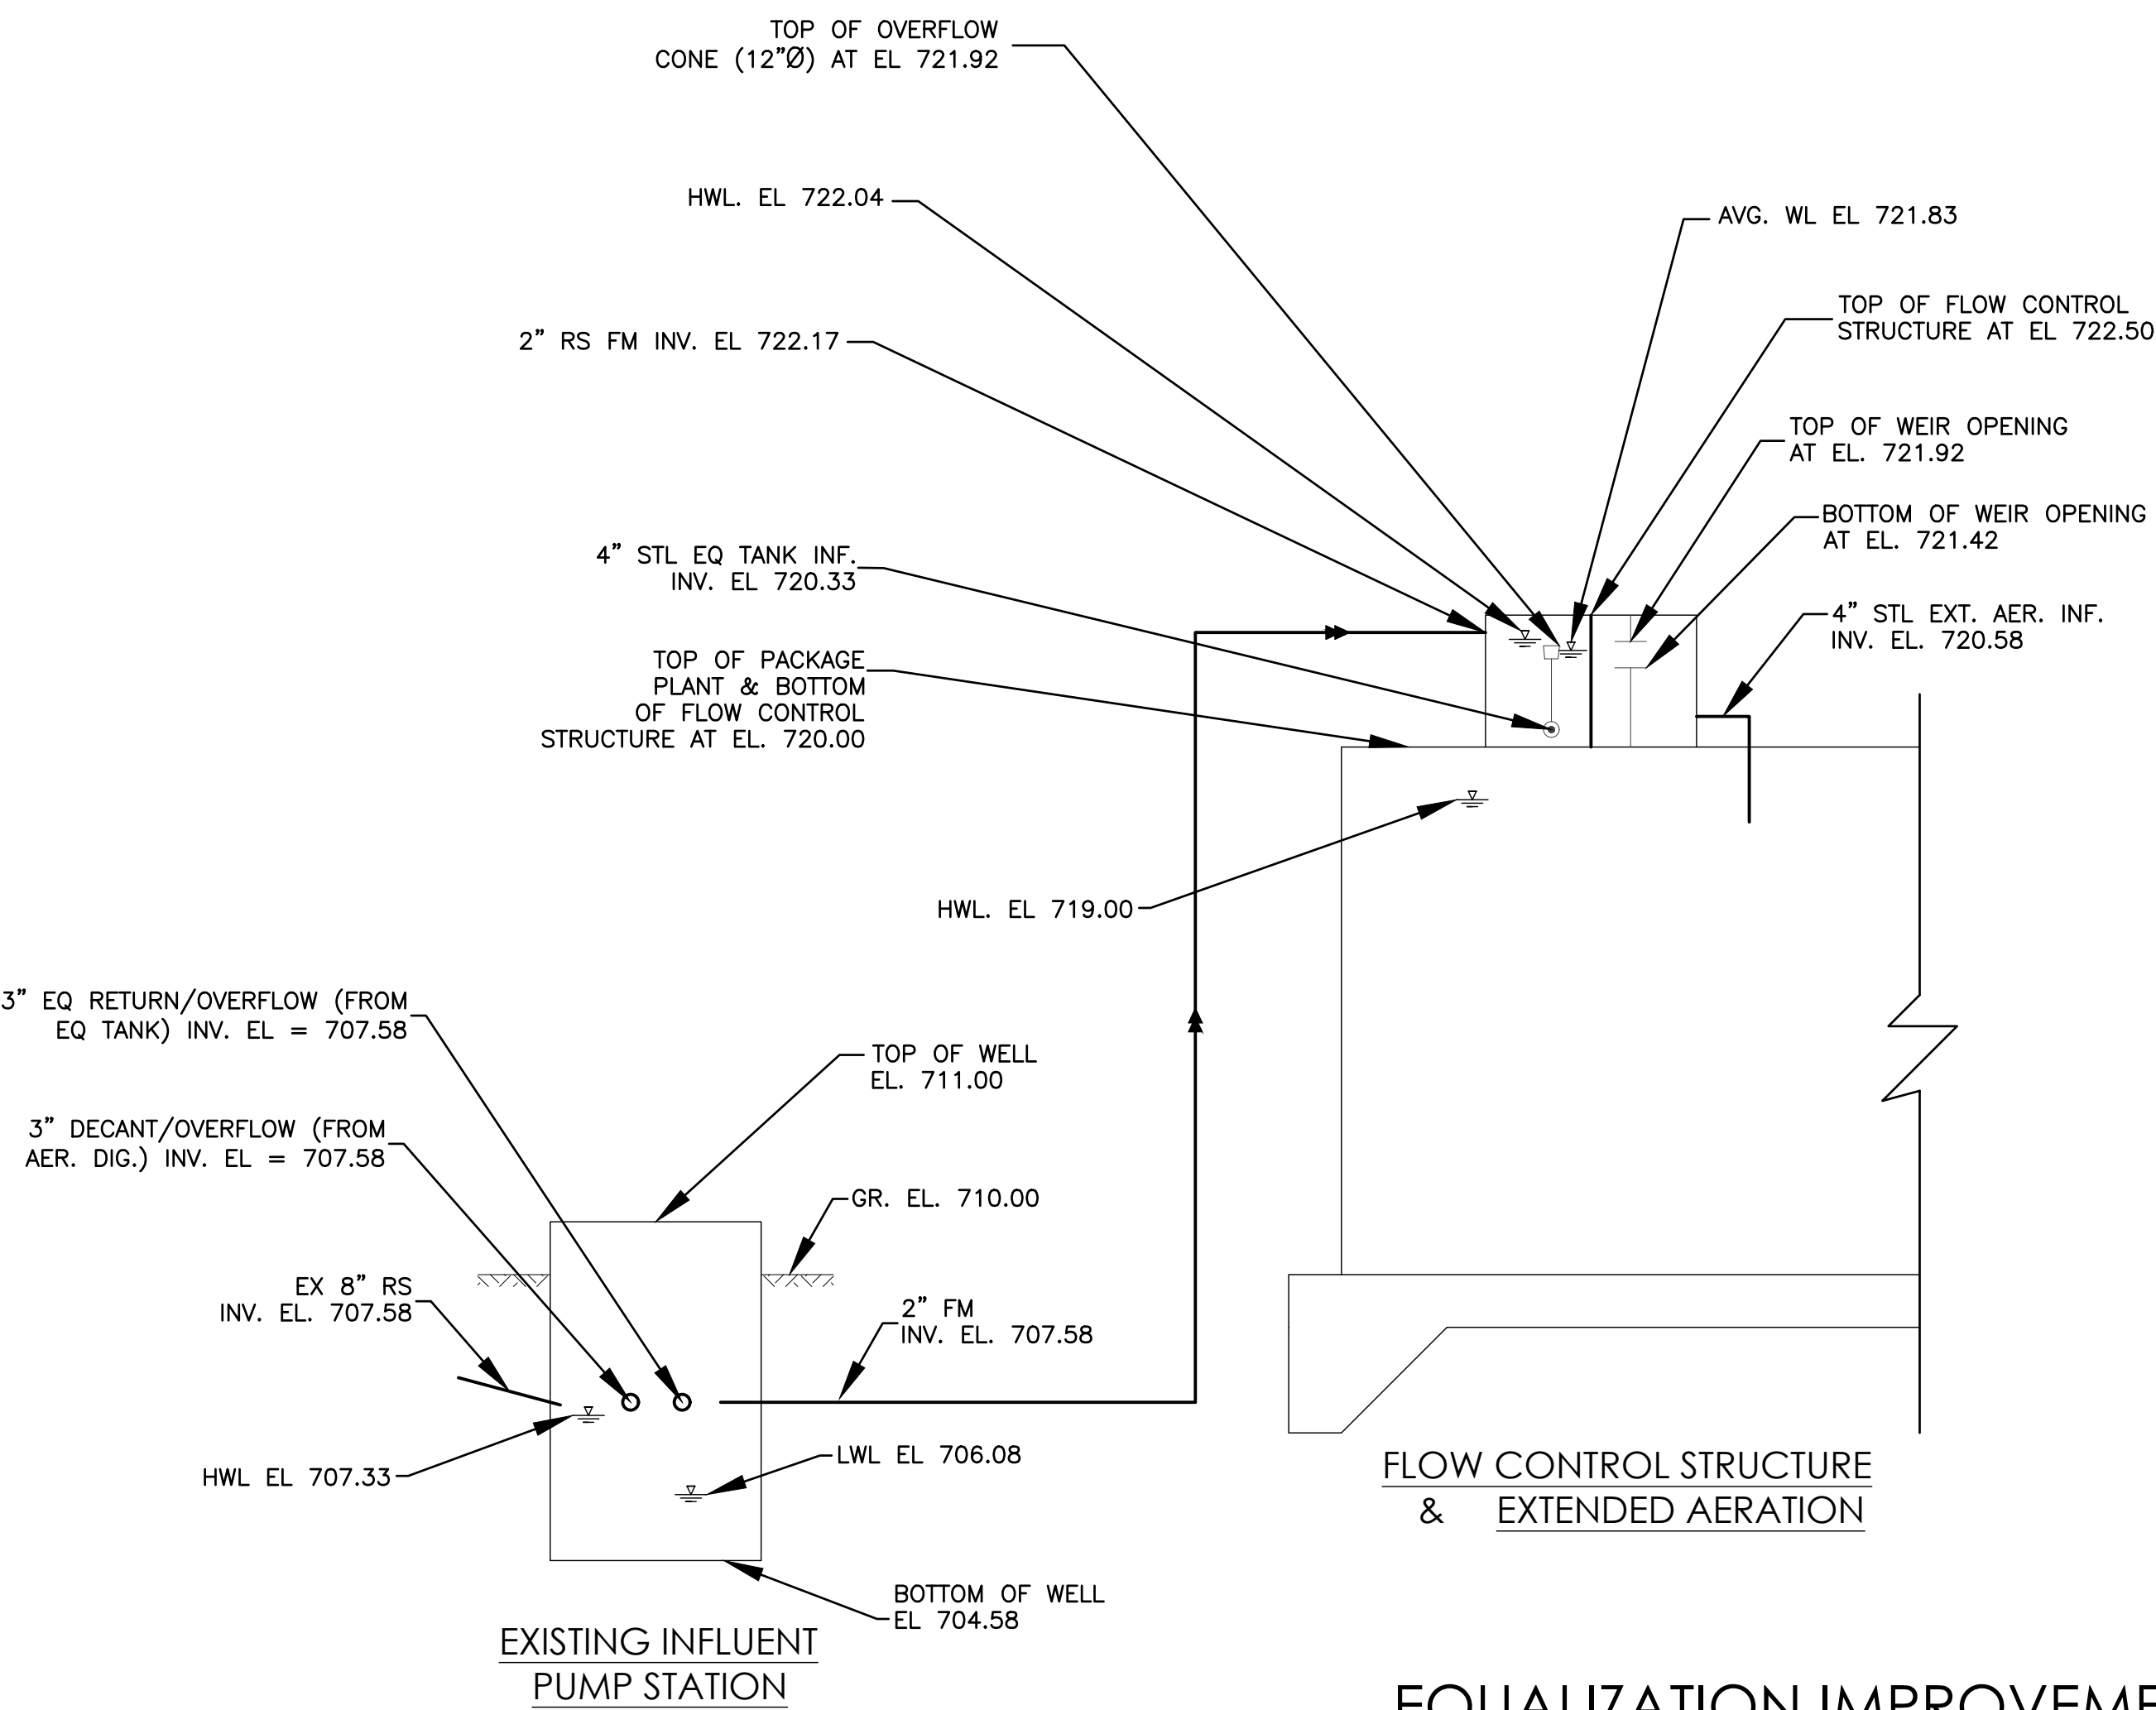 TOP OF OVERFLOW
CONE (12"Ø) AT EL 721.92
HWL. EL 722.04
AVG. WL EL 721.83
2" RS FM INV. EL 722.17
TOP OF FLOW CONTROL
STRUCTURE AT EL 722.50
TOP OF WEIR OPENING
AT EL. 721.92
BOTTOM OF WEIR OPENING
AT EL. 721.42
4" STL EQ TANK INF.
INV. EL 720.33
4" STL EXT. AER. INF.
INV. EL. 720.58
TOP OF PACKAGE
PLANT & BOTTOM
OF FLOW CONTROL
STRUCTURE AT EL. 720.00
HWL. EL 719.00
3" EQ RETURN/OVERFLOW (FROM
EQ TANK) INV. EL = 707.58
TOP OF WELL
EL. 711.00
3" DECANT/OVERFLOW (FROM
AER. DIG.) INV. EL = 707.58
GR. EL. 710.00
EX 8" RS
INV. EL. 707.58
2" FM
INV. EL. 707.58
HWL EL 707.33
LWL EL 706.08
FLOW CONTROL STRUCTURE
& EXTENDED AERATION
BOTTOM OF WELL
EL 704.58
EXISTING INFLUENT
PUMP STATION
EQUALIZATION IMPROVEME